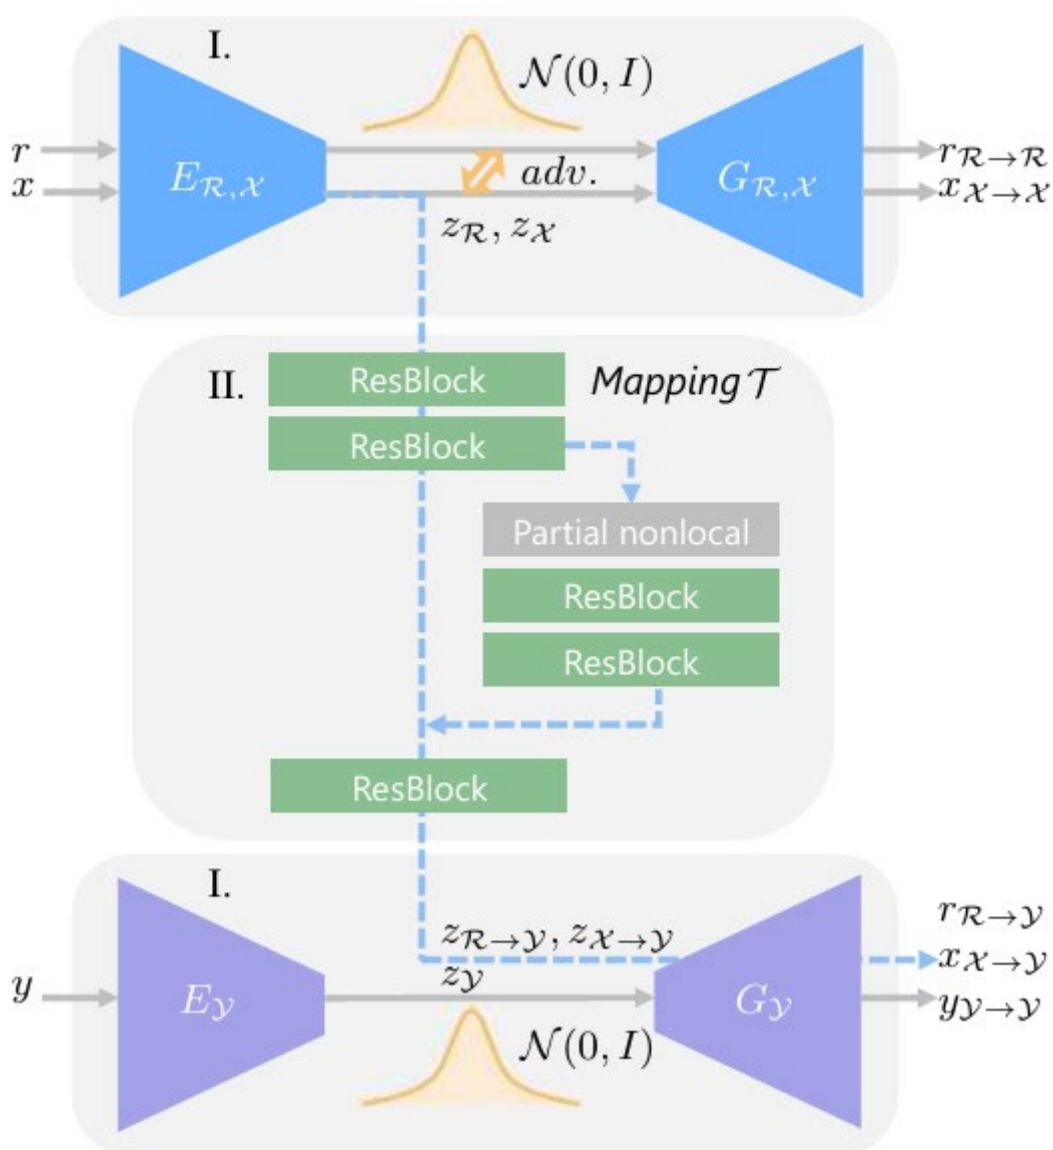 I.
𝒩(0, I)
r
x
E_{ℛ,𝒳}
adv.
G_{ℛ,𝒳}
r_{ℛ→ℛ}
x_{𝒳→𝒳}
z_ℛ, z_𝒳
II.
ResBlock
Mapping 𝒯
ResBlock
Partial nonlocal
ResBlock
ResBlock
ResBlock
I.
r_{ℛ→𝒴}
z_{ℛ→𝒴}, z_{𝒳→𝒴}
x_{𝒳→𝒴}
y
E_𝒴
z_𝒴
G_𝒴
y_{𝒴→𝒴}
𝒩(0, I)